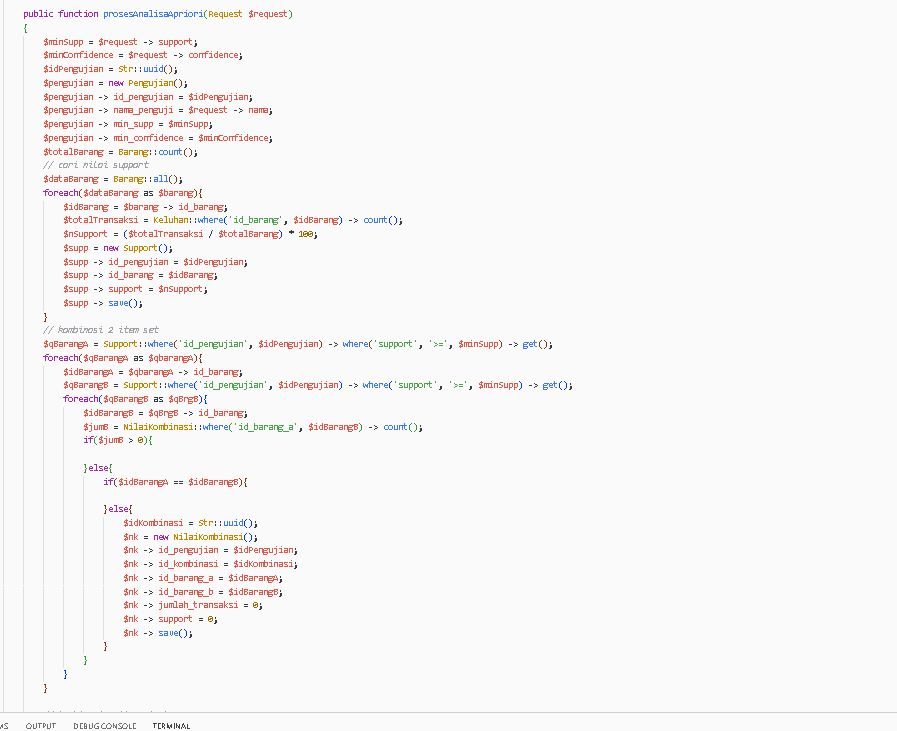 public function prosesAnalisaApriori(Request $request)
{
$minSupp = $request -> support;
$minConfidence = $request -> confidence;
$idPengujian = Str::uuid();
$pengujian = new Pengujian();
$pengujian -> id_pengujian = $idPengujian;
$pengujian -> nama_penguji = $request -> nama;
$pengujian -> min_supp = $minSupp;
$pengujian -> min_confidence = $minConfidence;
$totalBarang = Barang::count();
// cari nilai support
$dataBarang = Barang::all();
foreach($dataBarang as $barang){
$idBarang = $barang -> id_barang;
$totalTransaksi = Keluhan::where('id_barang', $idBarang) -> count();
$nSupport = ($totalTransaksi / $totalBarang) * 100;
$supp = new Support();
$supp -> id_pengujian = $idPengujian;
$supp -> id_barang = $idBarang;
$supp -> support = $nSupport;
$supp -> save();
}
// kombinasi 2 item set
$qBarangA = Support::where('id_pengujian', $idPengujian) -> where('support', '>=', $minSupp) -> get();
foreach($qBarangA as $qbarangA){
$idBarangA = $qbarangA -> id_barang;
$qBarangB = Support::where('id_pengujian', $idPengujian) -> where('support', '>=', $minSupp) -> get();
foreach($qBarangB as $qBrgB){
$idBarangB = $qBrgB -> id_barang;
$jumB = NilaiKombinasi::where('id_barang_a', $idBarangB) -> count();
if($jumB > 0){
}else{
if($idBarangA == $idBarangB){
}else{
$idKombinasi = Str::uuid();
$nk = new NilaiKombinasi();
$nk -> id_pengujian = $idPengujian;
$nk -> id_kombinasi = $idKombinasi;
$nk -> id_barang_a = $idBarangA;
$nk -> id_barang_b = $idBarangB;
$nk -> jumlah_transaksi = 0;
$nk -> support = 0;
$nk -> save();
}
}
}
}
MS OUTPUT DEBUG CONSOLE TERMINAL